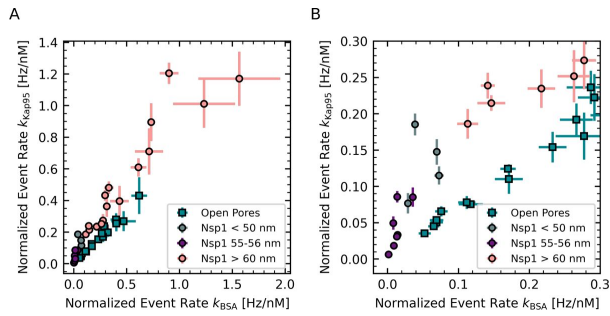 A
B
Normalized Event Rate kKap95 [Hz/nM]
1.4
1.2
1.0
0.8
0.6
0.4
0.2
0.0
Open Pores
Nsp1 < 50 nm
Nsp1 55-56 nm
Nsp1 > 60 nm
0.0 0.5 1.0 1.5 2.0
Normalized Event Rate kBSA [Hz/nM]
Normalized Event Rate kKap95 [Hz/nM]
0.30
0.25
0.20
0.15
0.10
0.05
0.00
Open Pores
Nsp1 < 50 nm
Nsp1 55-56 nm
Nsp1 > 60 nm
0.0 0.1 0.2 0.3
Normalized Event Rate kBSA [Hz/nM]